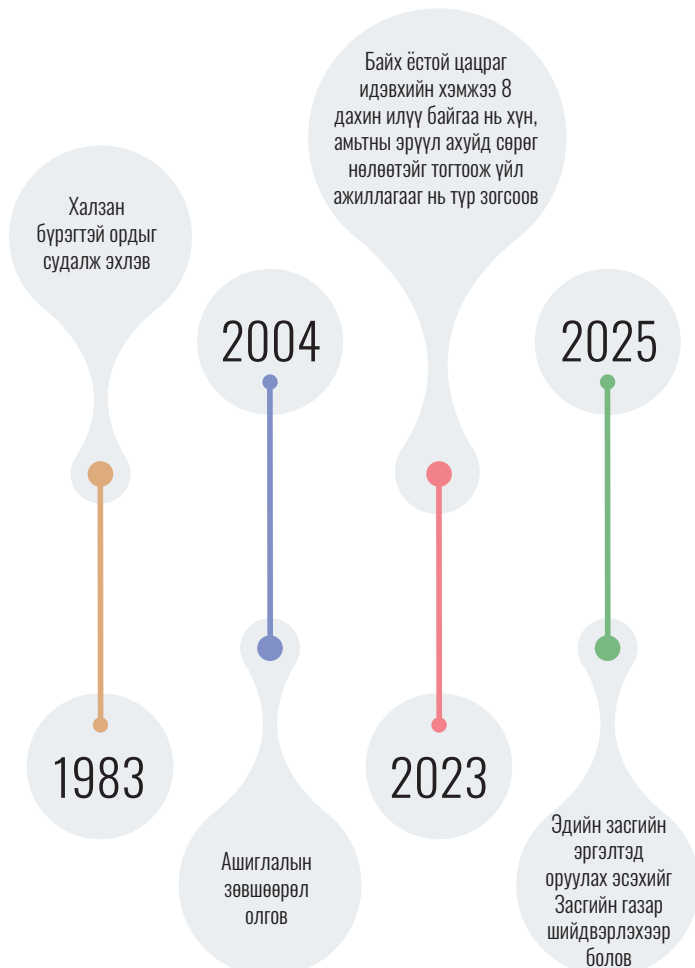 Халзан
бүрэгтэй ордыг
судалж эхлэв
1983
2004
Ашиглалын
зөвшөөрөл
олгов
Байх ёстой цацраг
идэвхийн хэмжээ 8
дахин илүү байгаа нь хүн,
амьтны эрүүл ахуйд сөрөг
нөлөөтэйг тогтоож үйл
ажиллагааг нь түр зогсоов
2023
2025
Эдийн засгийн
эргэлтэд
оруулах эсэхийг
Засгийн газар
шийдвэрлэхээр
болов